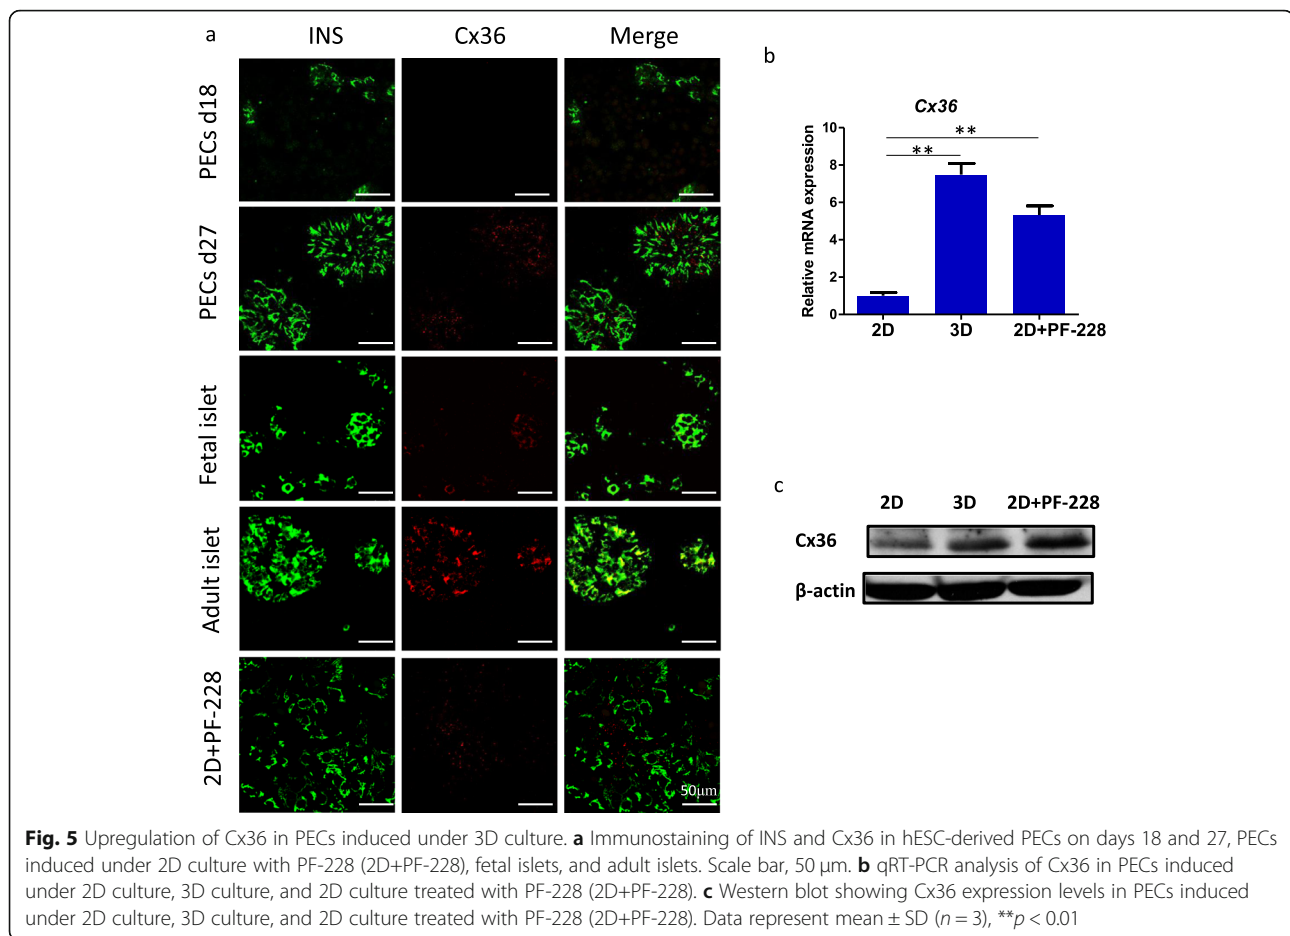 a
INS Cx36 Merge
PECs d18
PECs d27
Fetal islet
Adult islet
2D+PF-228
50μm
b
Cx36
Relative mRNA expression
10
8
6
4
2
0
**
**
2D 3D 2D+PF-228
c
2D 3D 2D+PF-228
Cx36
β-actin
Fig. 5 Upregulation of Cx36 in PECs induced under 3D culture. a Immunostaining of INS and Cx36 in hESC-derived PECs on days 18 and 27, PECs
induced under 2D culture with PF-228 (2D+PF-228), fetal islets, and adult islets. Scale bar, 50 μm. b qRT-PCR analysis of Cx36 in PECs induced
under 2D culture, 3D culture, and 2D culture treated with PF-228 (2D+PF-228). c Western blot showing Cx36 expression levels in PECs induced
under 2D culture, 3D culture, and 2D culture treated with PF-228 (2D+PF-228). Data represent mean ± SD (n = 3), **p < 0.01